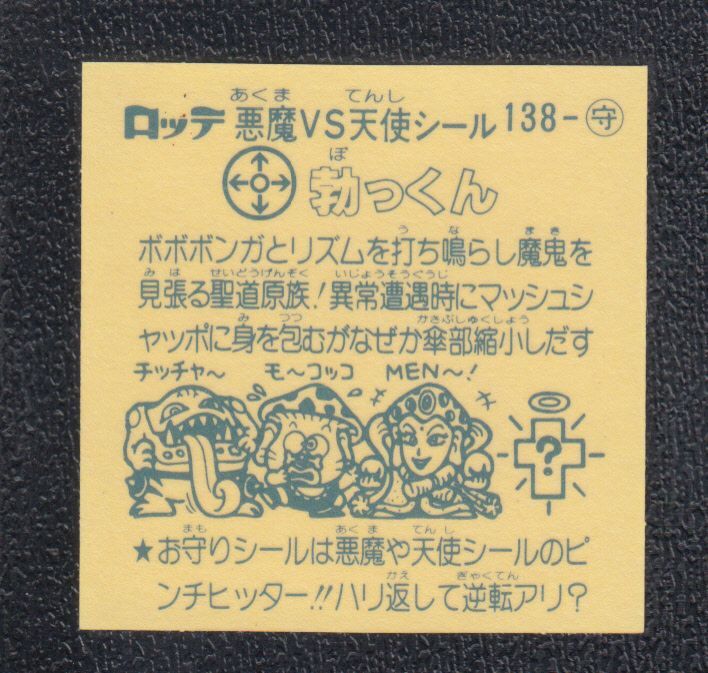 ロッテ 悪魔VS天使シール 138-守
勃っくん
ボボボンガとリズムを打ち鳴らし魔鬼を
見張る聖道原族!異常遭遇時にマッシュシ
ャッポに身を包むがなぜか傘部縮小しだす
チッチャ〜 モ〜コッコ MEN〜!
?
★お守りシールは悪魔や天使シールのピ
ンチヒッター!!ハリ返して逆転アリ?